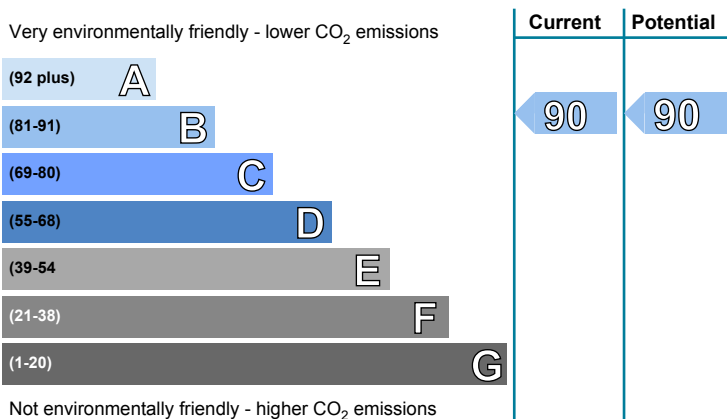 Current Potential
Very environmentally friendly - lower CO2 emissions
(92 plus) A
(81-91) B 90 90
(69-80) C
(55-68) D
(39-54 E
(21-38) F
(1-20) G
Not environmentally friendly - higher CO2 emissions